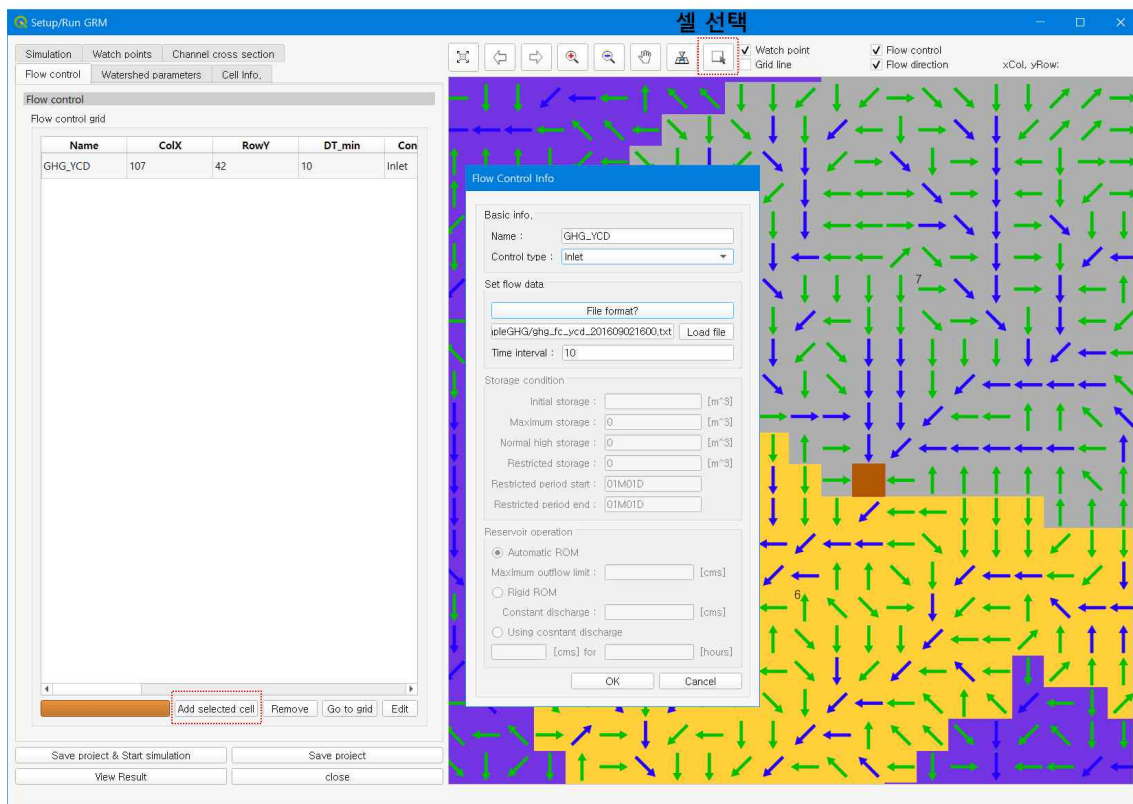 셀 선택
Setup/Run GRM
Simulation Watch points Channel cross section
Flow control Watershed parameters Cell Info,
Watch point Flow control
Grid line Flow direction xCol, yRow:
Flow control
Flow control grid
Name ColX RowY DT_min Con
GHG_YCD 107 42 10 Inlet
Flow Control Info
Basic info,
Name : GHG_YCD
Control type : Inlet
Set flow data
File format?
ıpleGHG/ghg_fc_ycd_201609021600,txt Load file
Time interval : 10
Storage condition
Initial storage : [m^3]
Maximum storage : 0 [m^3]
Normal high storage : 0 [m^3]
Restricted storage : 0 [m^3]
Restricted period start : 01M01D
Restricted period end : 01M01D
Reservoir operation
Automatic ROM
Maximum outflow limit : [cms]
Rigid ROM
Constant discharge : [cms]
Using cosntant discharge
[cms] for [hours]
OK Cancel
7
6
Add selected cell Remove Go to grid Edit
Save project & Start simulation Save project
View Result close